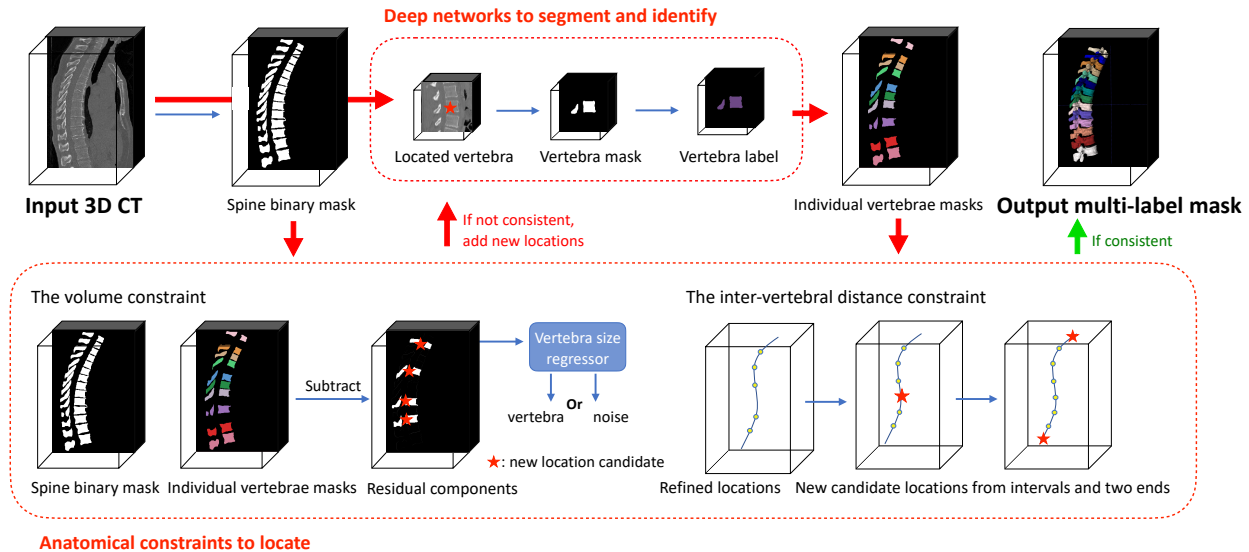 Deep networks to segment and identify
Located vertebra
Vertebra mask
Vertebra label
Input 3D CT
Spine binary mask
Individual vertebrae masks
Output multi-label mask
If not consistent,
add new locations
If consistent
The volume constraint
The inter-vertebral distance constraint
Subtract
Vertebra size
regressor
vertebra
Or
noise
: new location candidate
Spine binary mask
Individual vertebrae masks
Residual components
Refined locations
New candidate locations from intervals and two ends
Anatomical constraints to locate